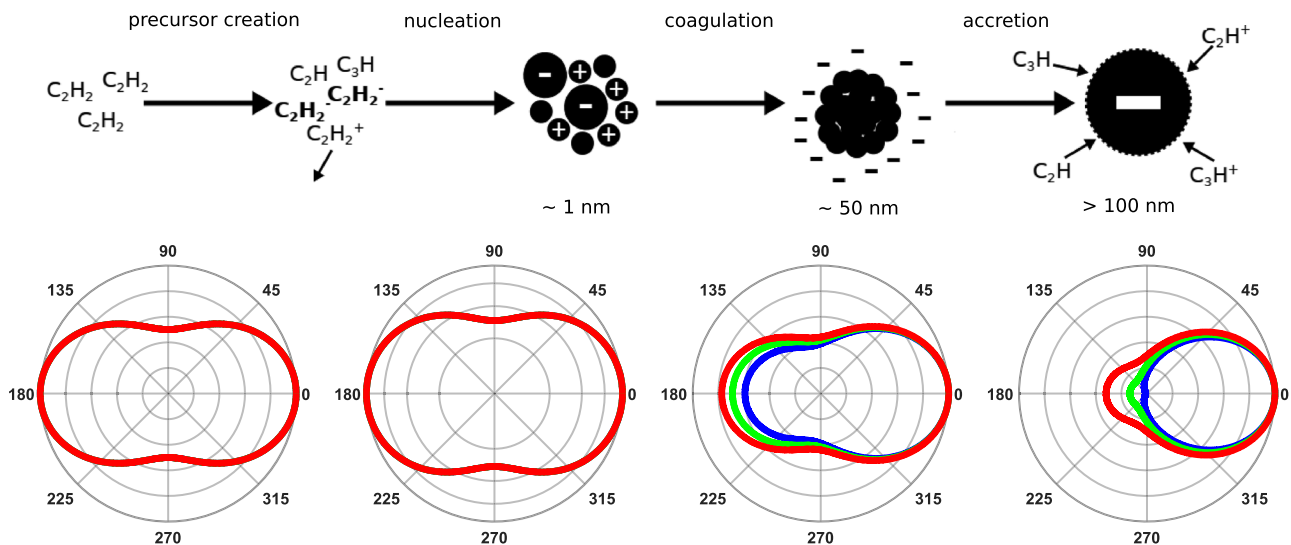 precursor creation
nucleation
coagulation
accretion
C₂H₂ C₂H₂
C₂H₂
C₂H C₃H
C₂H₂⁻
C₂H₂⁻
C₂H₂⁺
-
+
+
-
+
+
+
- - - - - - - - - - - - - -
C₂H⁺
C₃H
-
C₂H
C₃H⁺
~ 1 nm
~ 50 nm
> 100 nm
90
135 45
180 0
225 315
270
90
135 45
180 0
225 315
270
90
135 45
180 0
225 315
270
90
135 45
180 0
225 315
270